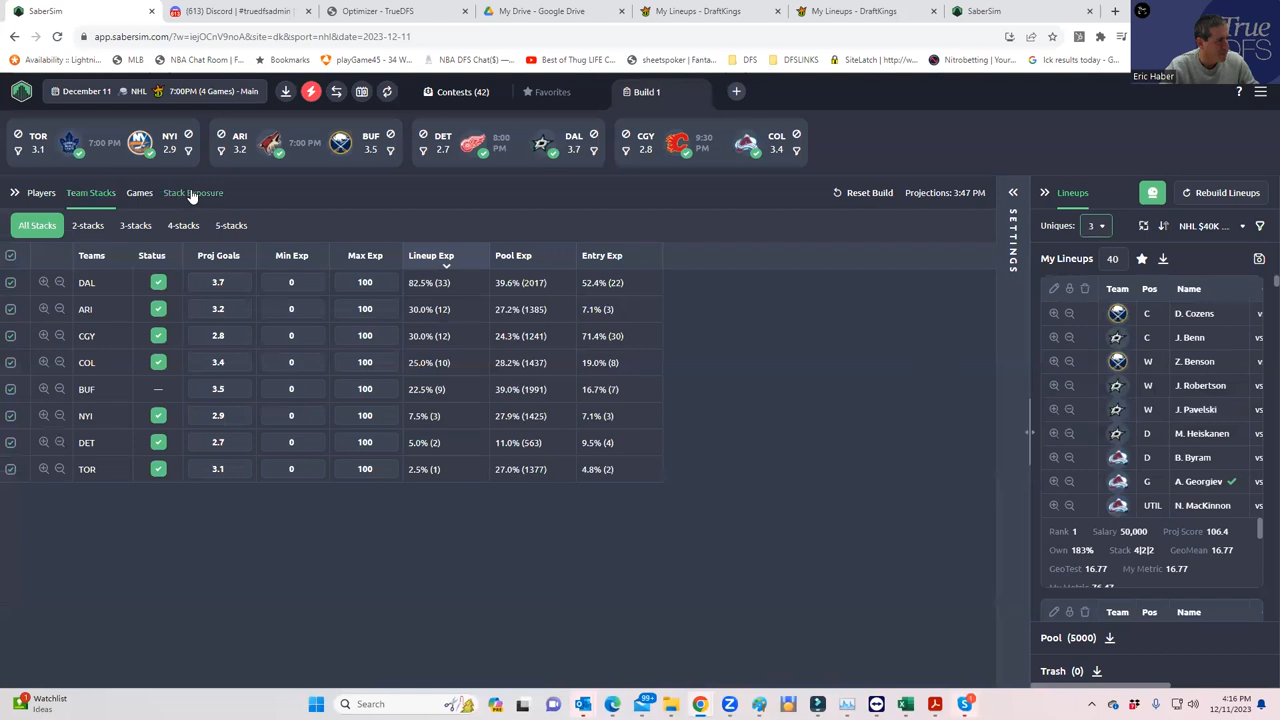 SaberSim
(613) Discord | #truedfsadmin |
Optimizer - TrueDFS
My Drive - Google Drive
My Lineups - DraftKings
My Lineups - DraftKings
SaberSim
app.sabersim.com/?w=iejOCnV9noA&site=dk&sport=nhl&date=2023-12-11
Availability :: Lightni...
MLB
NBA Chat Room!
playGame45 - 34 W...
NBA DFS Chat($)----...
Best of Thug LIFE C...
sheetspoker | Fanta...
DFS
DFSLINKS
SiteLatch | http://w...
Nitrobetting | Your...
Ick results today - G...
True
DFS
Eric Haber
December 11
NHL
7:00PM (4 Games) - Main
Contests (42)
Favorites
Build 1
TOR
3.1
7:00 PM
NYI
2.9
ARI
3.2
7:00 PM
BUF
3.5
DET
2.7
8:00
PM
DAL
3.7
CGY
2.8
9:30
PM
COL
3.4
Players
Team Stacks
Games
Stack Exposure
Reset Build
Projections: 3:47 PM
All Stacks
2-stacks
3-stacks
4-stacks
5-stacks
Teams Status Proj Goals Min Exp Max Exp Lineup Exp Pool Exp Entry Exp
DAL 3.7 0 100 82.5% (33) 39.6% (2017) 52.4% (22)
ARI 3.2 0 100 30.0% (12) 27.2% (1385) 7.1% (3)
CGY 2.8 0 100 30.0% (12) 24.3% (1241) 71.4% (30)
COL 3.4 0 100 25.0% (10) 28.2% (1437) 19.0% (8)
BUF — 3.5 0 100 22.5% (9) 39.0% (1991) 16.7% (7)
NYI 2.9 0 100 7.5% (3) 27.9% (1425) 7.1% (3)
DET 2.7 0 100 5.0% (2) 11.0% (563) 9.5% (4)
TOR 3.1 0 100 2.5% (1) 27.0% (1377) 4.8% (2)
SETTINGS
Lineups
Rebuild Lineups
Uniques: 3
NHL $40K ...
My Lineups 40
Team Pos Name
C D. Cozens v
C J. Benn vs
W Z. Benson v
W J. Robertson vs
W J. Pavelski vs
D M. Heiskanen vs
D B. Byram vs
G A. Georgiev vs
UTIL N. MacKinnon vs
Rank 1 Salary 50,000 Proj Score 106.4
Own 183% Stack 4|2|2 GeoMean 16.77
GeoTest 16.77 My Metric 16.77
My Metric 76.47
Team Pos Name
Pool (5000)
Trash (0)
1
Watchlist
Ideas
Search
99+
1
4:16 PM
12/11/2023